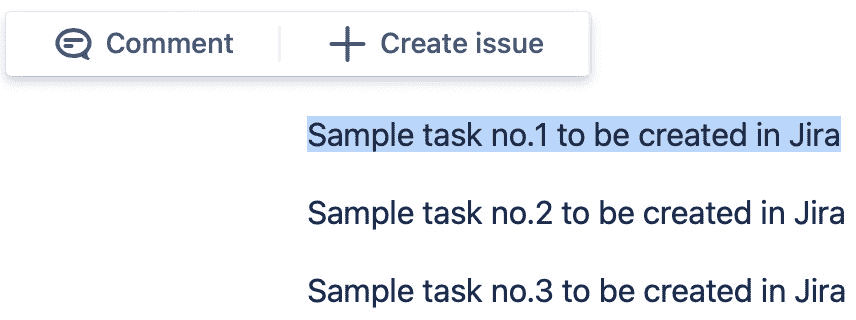 Comment
Create issue
Sample task no.1 to be created in Jira
Sample task no.2 to be created in Jira
Sample task no.3 to be created in Jira